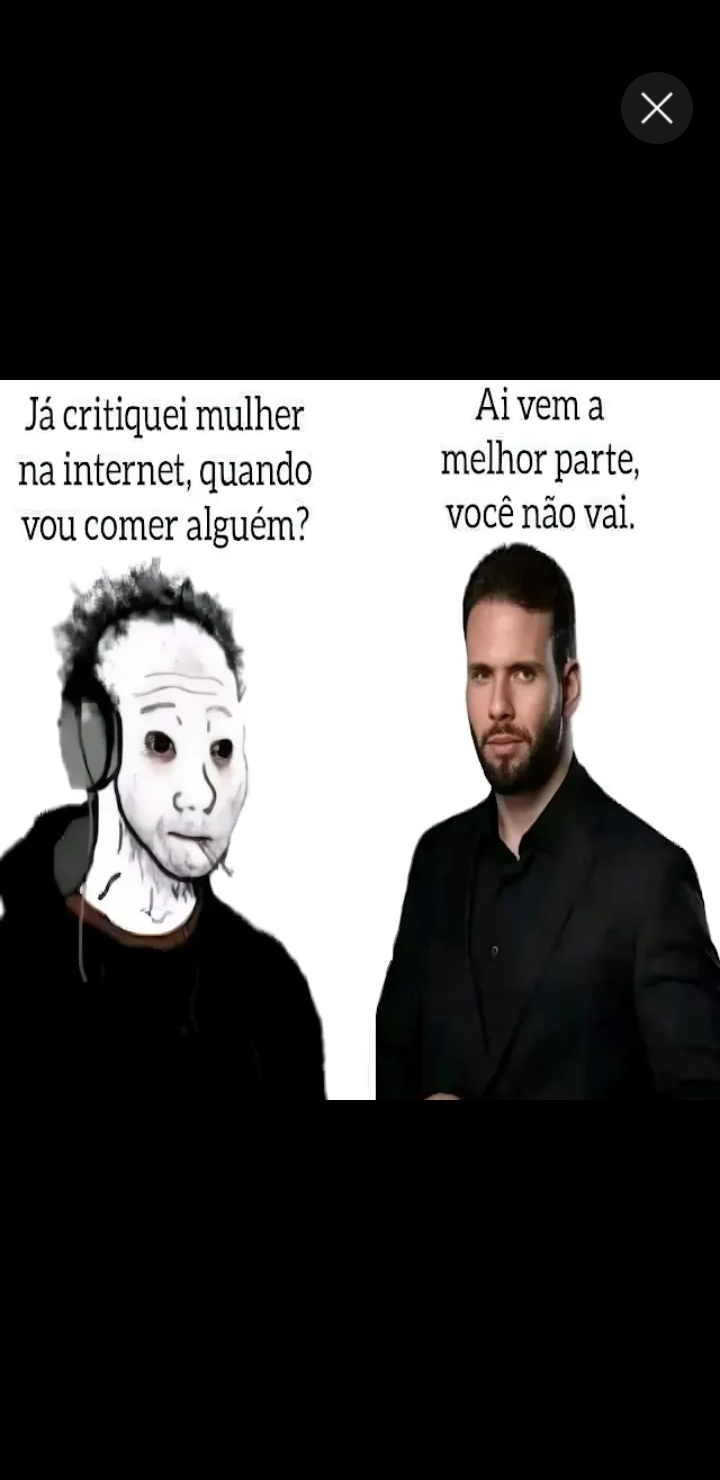 Já critiquei mulher
na internet, quando
vou comer alguém?
Ai vem a
melhor parte,
você não vai.